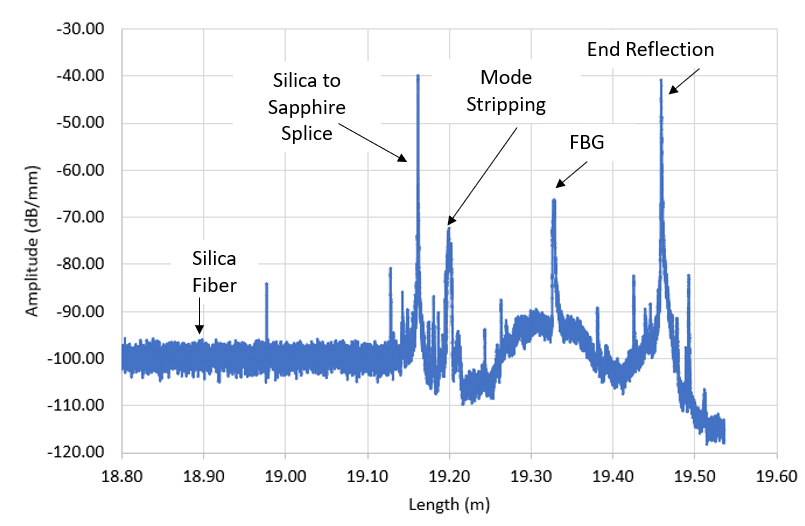 -30.00
-40.00
-50.00
-60.00
-70.00
-80.00
-90.00
-100.00
-110.00
-120.00
Amplitude (dB/mm)
Silica
Fiber
Silica to
Sapphire
Splice
Mode
Stripping
FBG
End Reflection
18.80 18.90 19.00 19.10 19.20 19.30 19.40 19.50 19.60
Length (m)